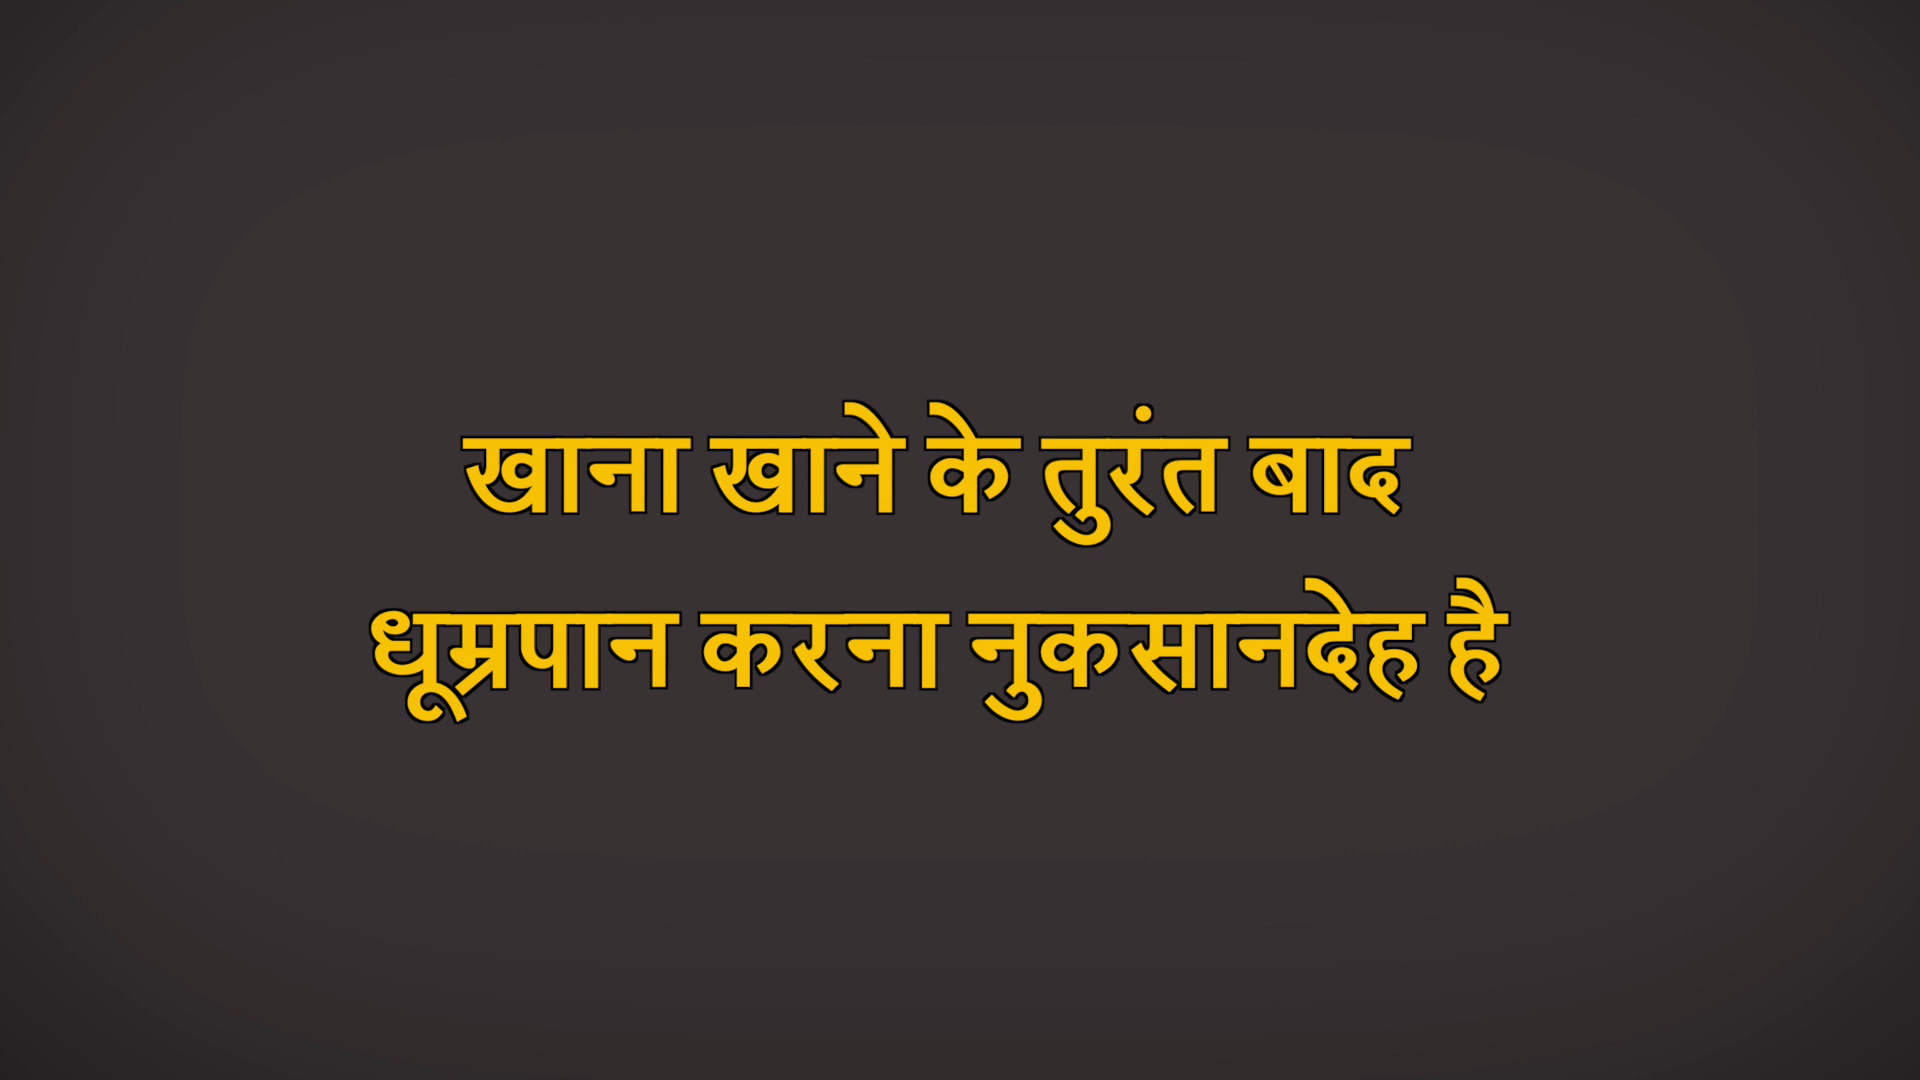 खाना खाने के तुरंत बाद
धूम्रपान करना नुकसानदेह है